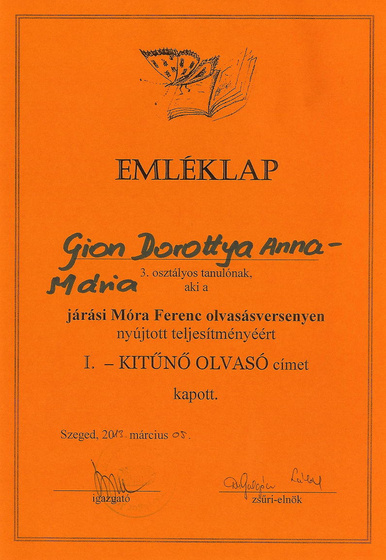 EMLÉKLAP
Gion Dorottya Anna-
Mária
3. osztályos tanulónak,
aki a
járási Móra Ferenc olvasásversenyen
nyújtott teljesítményéért
I. – KITŰNŐ OLVASÓ címet
kapott.
Szeged, 2013. március 05.
igazgató
zsűri-elnök